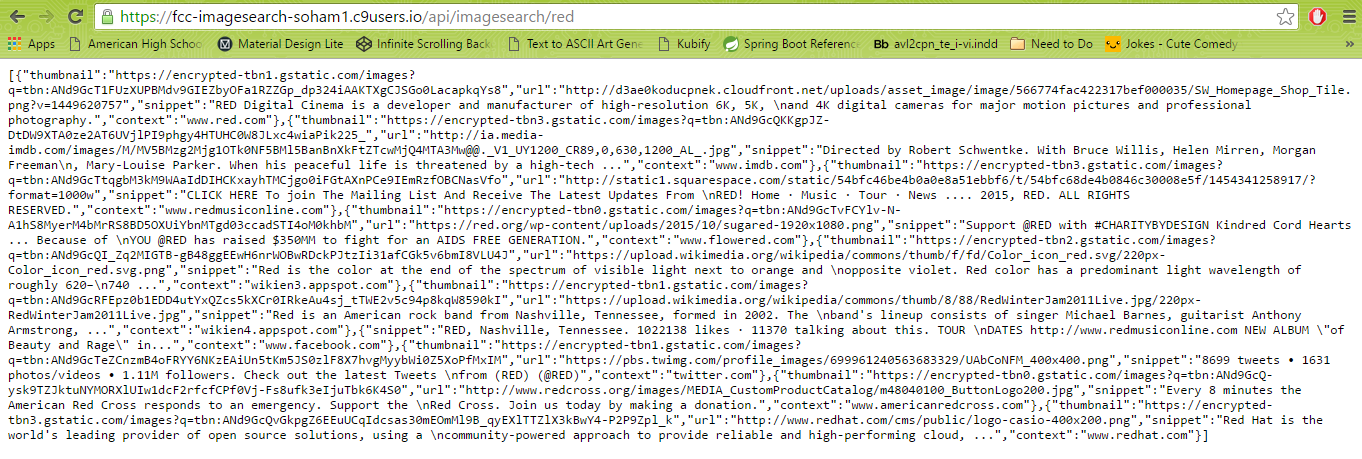 https://fcc-imagesearch-soham1.c9users.io/api/imagesearch/red
Apps American High Schoo Material Design Lite Infinite Scrolling Back Text to ASCII Art Gene Kubify Spring Boot Reference Bb avl2cpn_te_i-vi.indd Need to Do Jokes - Cute Comedy »
[{"thumbnail":"https://encrypted-tbn1.gstatic.com/images?
q=tbn:ANd9GcT1FUzXUPBMdv9GIEZbyOFa1RZZGp_dp324iAAKTXgCJSGo0LacapkqYs8","url":"http://d3ae0koducpnek.cloudfront.net/uploads/asset_image/image/566774fac422317bef000035/SW_Homepage_Shop_Tile.
png?v=1449620757","snippet":"RED Digital Cinema is a developer and manufacturer of high-resolution 6K, 5K, \nand 4K digital cameras for major motion pictures and professional
photography.","context":"www.red.com"},{"thumbnail":"https://encrypted-tbn3.gstatic.com/images?q=tbn:ANd9GcQKKgpJZ-
DtDW9XTA0ze2AT6UVjlPI9phgy4HTUHC0W8JLxc4wiaPik225_","url":"http://ia.media-
imdb.com/images/M/MV5BMzg2Mjg1OTk0NF5BMl5BanBnXkFtZTcwMjQ4MTA3Mw@@._V1_UY1200_CR89,0,630,1200_AL_.jpg","snippet":"Directed by Robert Schwentke. With Bruce Willis, Helen Mirren, Morgan
Freeman\n, Mary-Louise Parker. When his peaceful life is threatened by a high-tech ...","context":"www.imdb.com"},{"thumbnail":"https://encrypted-tbn3.gstatic.com/images?
q=tbn:ANd9GcTtqgbM3kM9WAaIdDIHCKxayhTMCjgo0iFGtAXnPCe9IEmRzfOBCNasVfo","url":"http://static1.squarespace.com/static/54bfc46be4b0a0e8a51ebbf6/t/54bfc68de4b0846c30008e5f/1454341258917/?
format=1000w","snippet":"CLICK HERE To join The Mailing List And Receive The Latest Updates From \nRED! Home · Music · Tour · News .... 2015, RED. ALL RIGHTS
RESERVED.","context":"www.redmusiconline.com"},{"thumbnail":"https://encrypted-tbn0.gstatic.com/images?q=tbn:ANd9GcTvFCYlv-N-
A1hS8MyerM4bMrRS8BD5OXUiYbnMTgd03ccadSTI4oM0khbM","url":"https://red.org/wp-content/uploads/2015/10/sugared-1920x1080.png","snippet":"Support @RED with #CHARITYBYDESIGN Kindred Cord Hearts
... Because of \nYOU @RED has raised $350MM to fight for an AIDS FREE GENERATION.","context":"www.flowered.com"},{"thumbnail":"https://encrypted-tbn2.gstatic.com/images?
q=tbn:ANd9GcQI_Zq2MIGTB-gB48ggEEwH6nrWOBwRDckPJtzIi31afCGk5v6bmI8VLU4J","url":"https://upload.wikimedia.org/wikipedia/commons/thumb/f/fd/Color_icon_red.svg/220px-
Color_icon_red.svg.png","snippet":"Red is the color at the end of the spectrum of visible light next to orange and \nopposite violet. Red color has a predominant light wavelength of
roughly 620–\n740 ...","context":"wikien3.appspot.com"},{"thumbnail":"https://encrypted-tbn1.gstatic.com/images?
q=tbn:ANd9GcRFEpz0b1EDD4utYxQZcs5kXCr0IRkeAu4sj_tTWE2v5c94p8kqW8590kI","url":"https://upload.wikimedia.org/wikipedia/commons/thumb/8/88/RedWinterJam2011Live.jpg/220px-
RedWinterJam2011Live.jpg","snippet":"Red is an American rock band from Nashville, Tennessee, formed in 2002. The \nband's lineup consists of singer Michael Barnes, guitarist Anthony
Armstrong, ...","context":"wikien4.appspot.com"},{"snippet":"RED, Nashville, Tennessee. 1022138 likes · 11370 talking about this. TOUR \nDATES http://www.redmusiconline.com NEW ALBUM \"of
Beauty and Rage\" in...","context":"www.facebook.com"},{"thumbnail":"https://encrypted-tbn1.gstatic.com/images?
q=tbn:ANd9GcTeZCnzmB4oFRYY6NKzEAiUn5tKm5JS0zlF8X7hvgMyybWi0Z5XoPfMxIM","url":"https://pbs.twimg.com/profile_images/699961240563683329/UAbCoNFM_400x400.png","snippet":"8699 tweets • 1631
photos/videos • 1.11M followers. Check out the latest Tweets \nfrom (RED) (@RED)","context":"twitter.com"},{"thumbnail":"https://encrypted-tbn0.gstatic.com/images?q=tbn:ANd9GcQ-
ysk9TZJktuNYMORXlUIw1dcF2rfcfCPf0Vj-Fs8ufk3eIjuTbk6K4S0","url":"http://www.redcross.org/images/MEDIA_CustomProductCatalog/m48040100_ButtonLogo200.jpg","snippet":"Every 8 minutes the
American Red Cross responds to an emergency. Support the \nRed Cross. Join us today by making a donation.","context":"www.americanredcross.com"},{"thumbnail":"https://encrypted-
tbn3.gstatic.com/images?q=tbn:ANd9GcQvGkpgZ6EEuUCqIdcsas30mEOmMl9B_qyEXlTTZlX3kBwY4-P2P9Zpl_k","url":"http://www.redhat.com/cms/public/logo-casio-400x200.png","snippet":"Red Hat is the
world's leading provider of open source solutions, using a \ncommunity-powered approach to provide reliable and high-performing cloud, ...","context":"www.redhat.com"}]